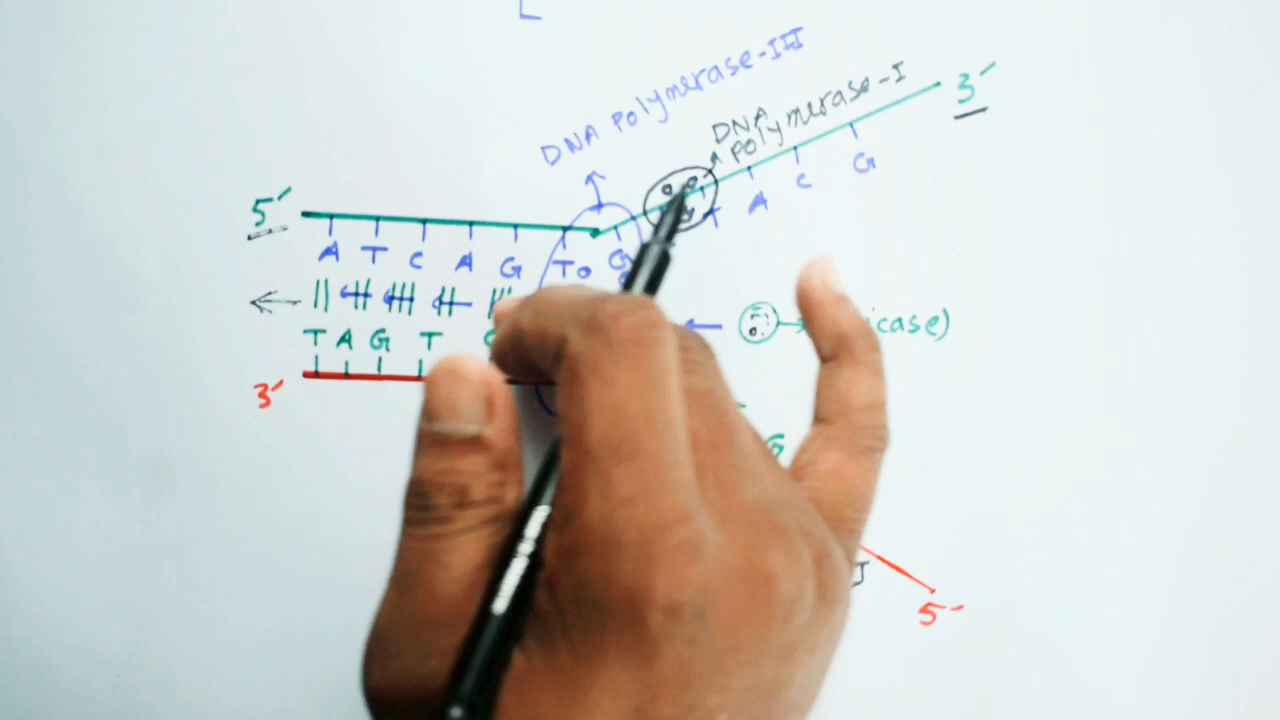 DNA Polymerase-III
DNA
Polymerase-I
3′
5′
A T C A G T G T A C G
T A G T
icase)
3′
5′